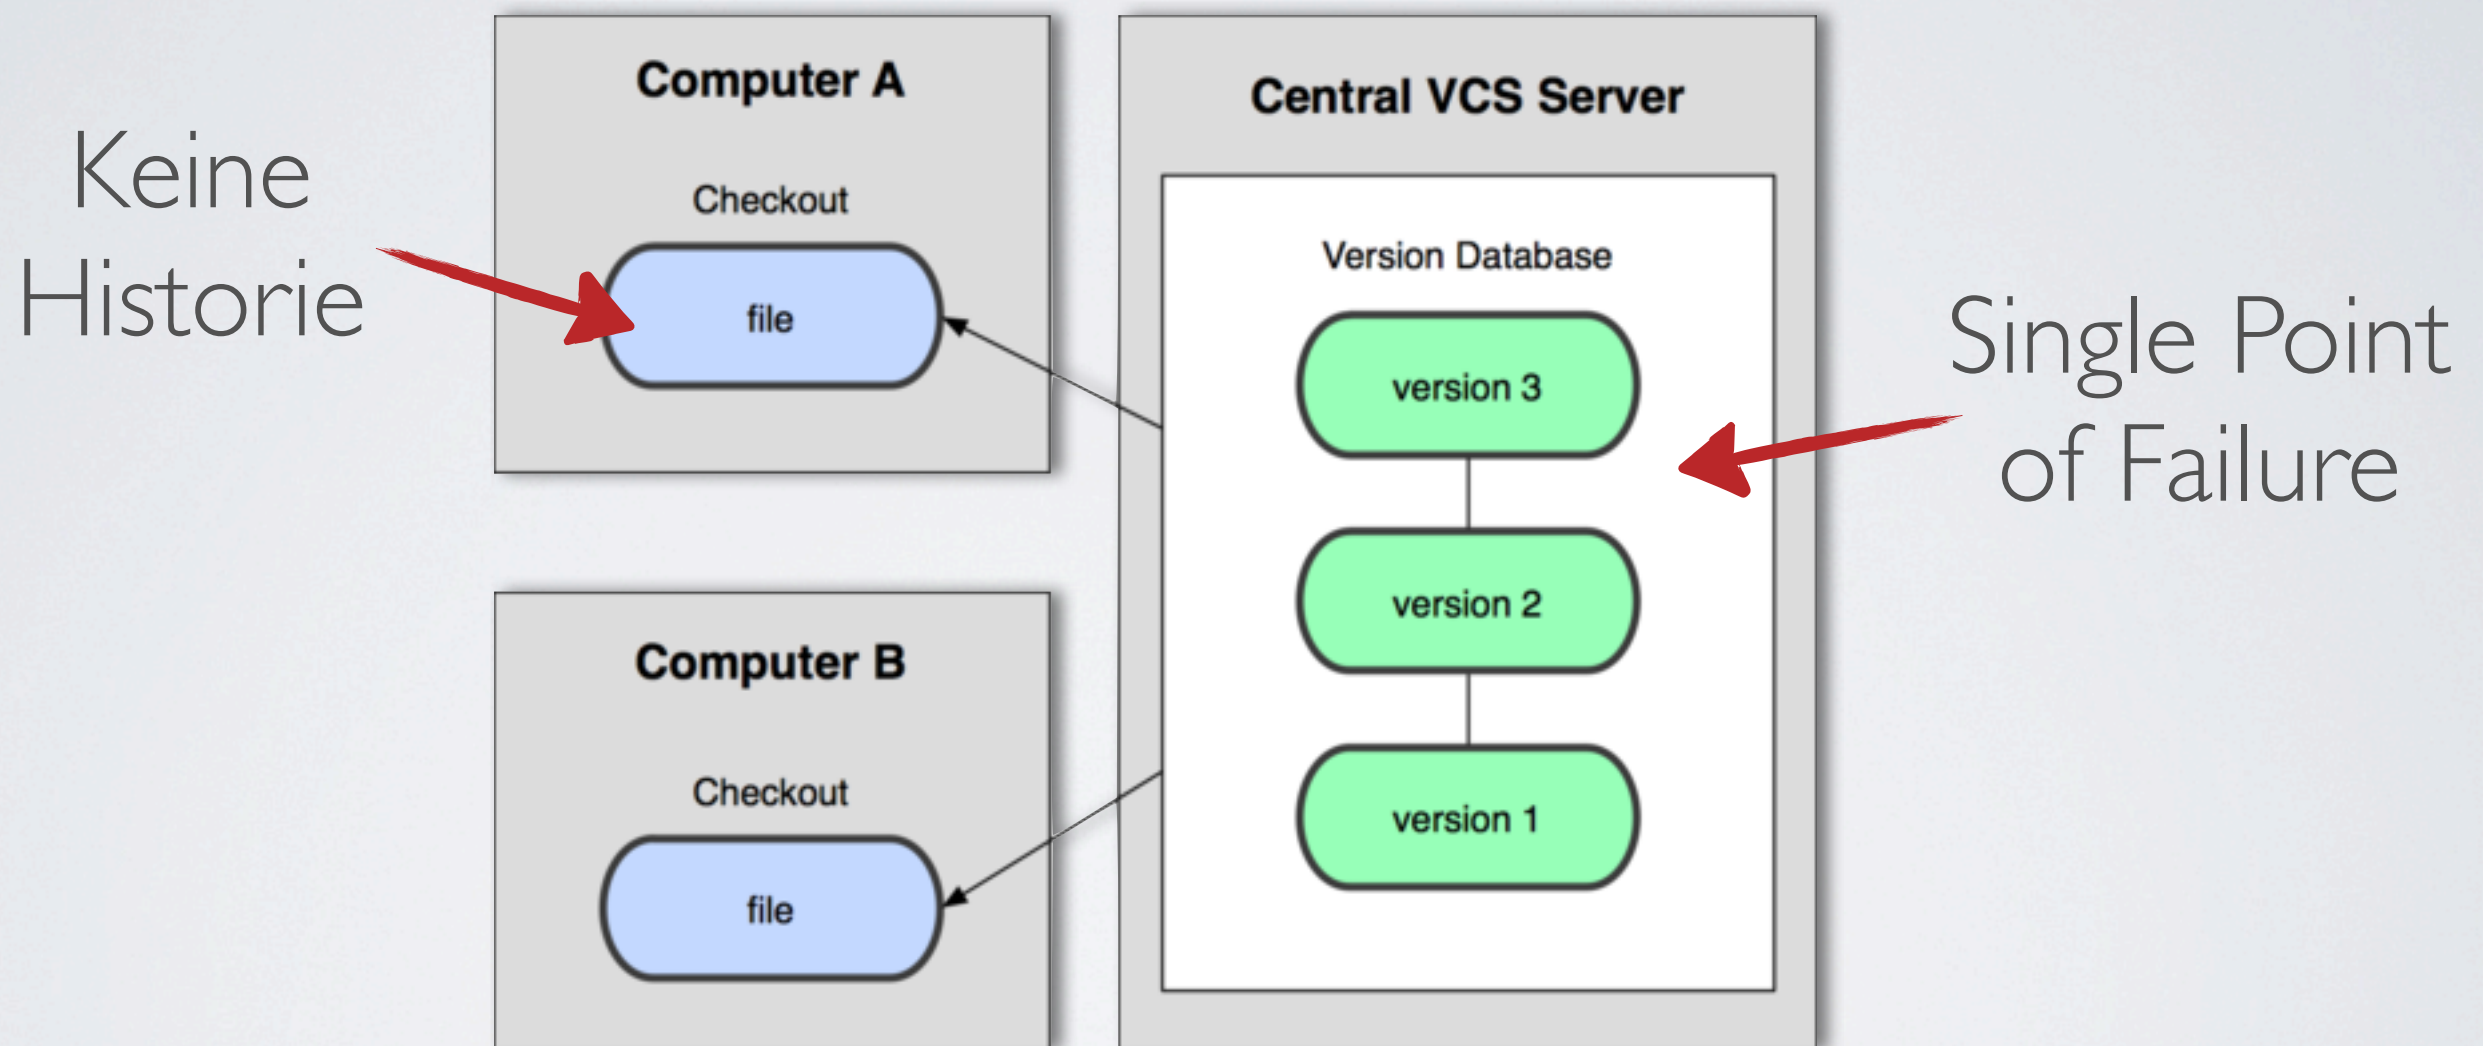 Keine
Historie
Computer A
Checkout
file
Computer B
Checkout
file
Central VCS Server
Version Database
version 3
version 2
version 1
Single Point
of Failure